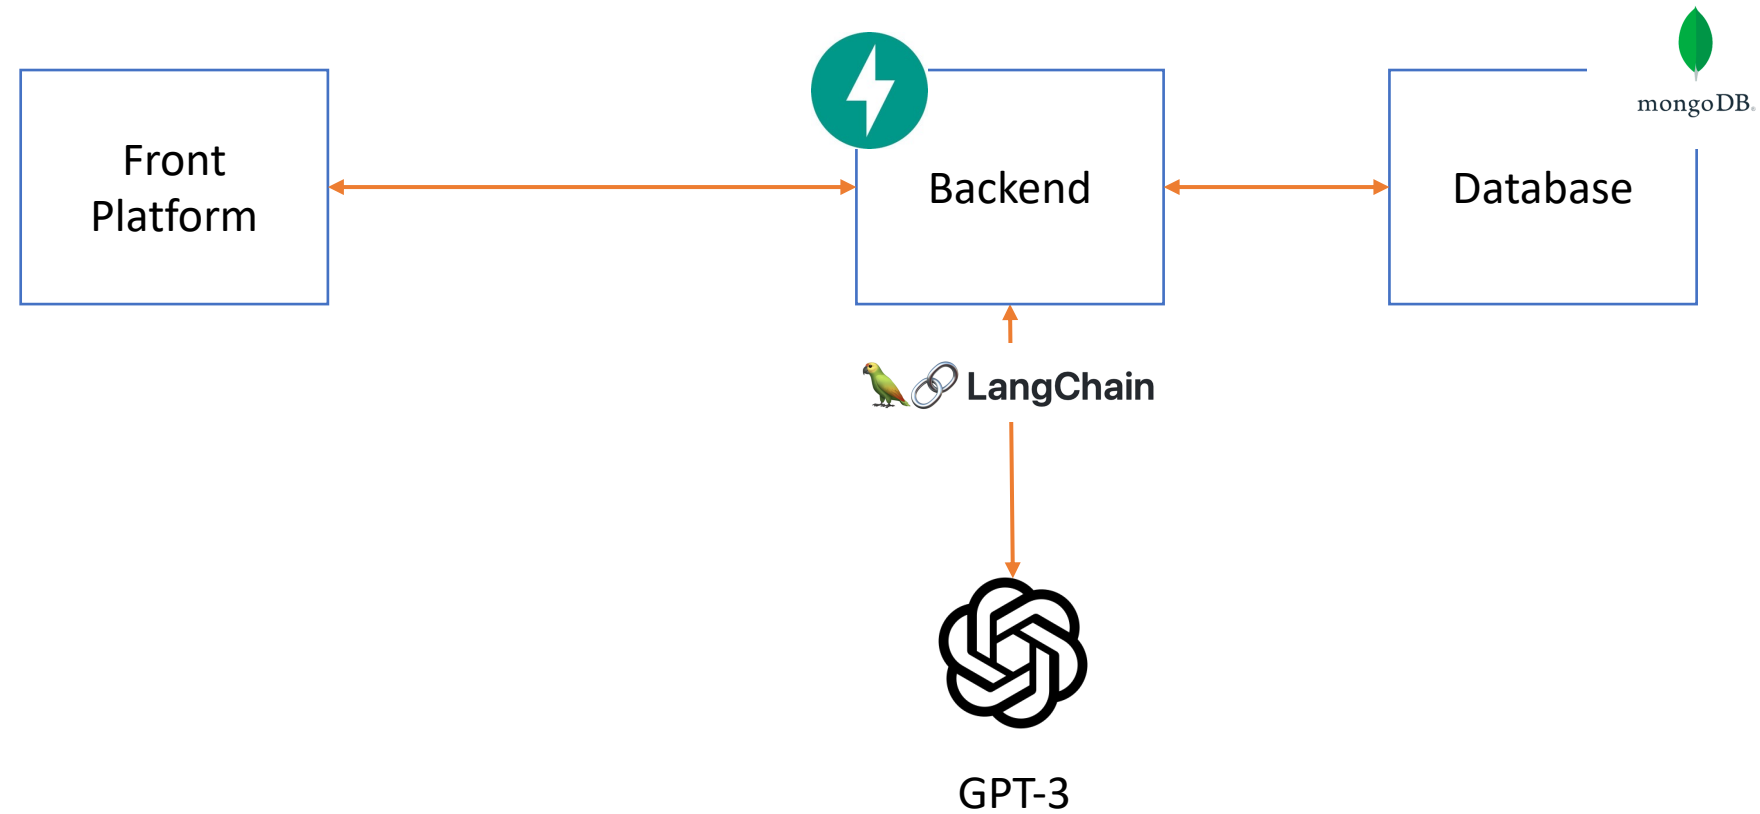 mongoDB.
Front
Platform
Backend
Database
LangChain
GPT-3